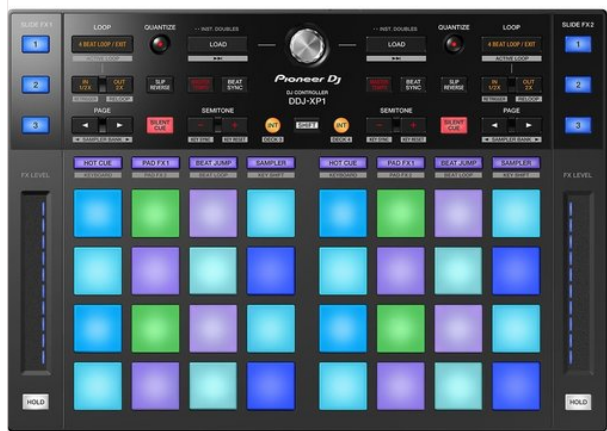 SLIDE FX1
LOOP
QUANTIZE
INST. DOUBLES
INST. DOUBLES
QUANTIZE
LOOP
SLIDE FX2
1
4 BEAT LOOP / EXIT
LOAD
LOAD
4 BEAT LOOP / EXIT
1
ACTIVE LOOP
ACTIVE LOOP
2
IN 1/2X
OUT 2X
SLIP REVERSE
MASTER TEMPO
BEAT SYNC
Pioneer Dj
MASTER TEMPO
BEAT SYNC
SLIP REVERSE
IN 1/2X
OUT 2X
2
RELOOP
DJ CONTROLLER
DDJ-XP1
RELOOP
PAGE
SEMITONE
SEMITONE
PAGE
3
SILENT CUE
- +
INT
SHIFT
INT
- +
SILENT CUE
3
SAMPLER BANK
KEY SYNC
KEY RESET
DECK 3
DECK 4
KEY SYNC
KEY RESET
SAMPLER BANK
HOT CUE
PAD FX1
BEAT JUMP
SAMPLER
HOT CUE
PAD FX1
BEAT JUMP
SAMPLER
FX LEVEL
KEYBOARD
PAD FX2
BEAT LOOP
KEY SHIFT
KEYBOARD
PAD FX2
BEAT LOOP
KEY SHIFT
FX LEVEL
HOLD
HOLD